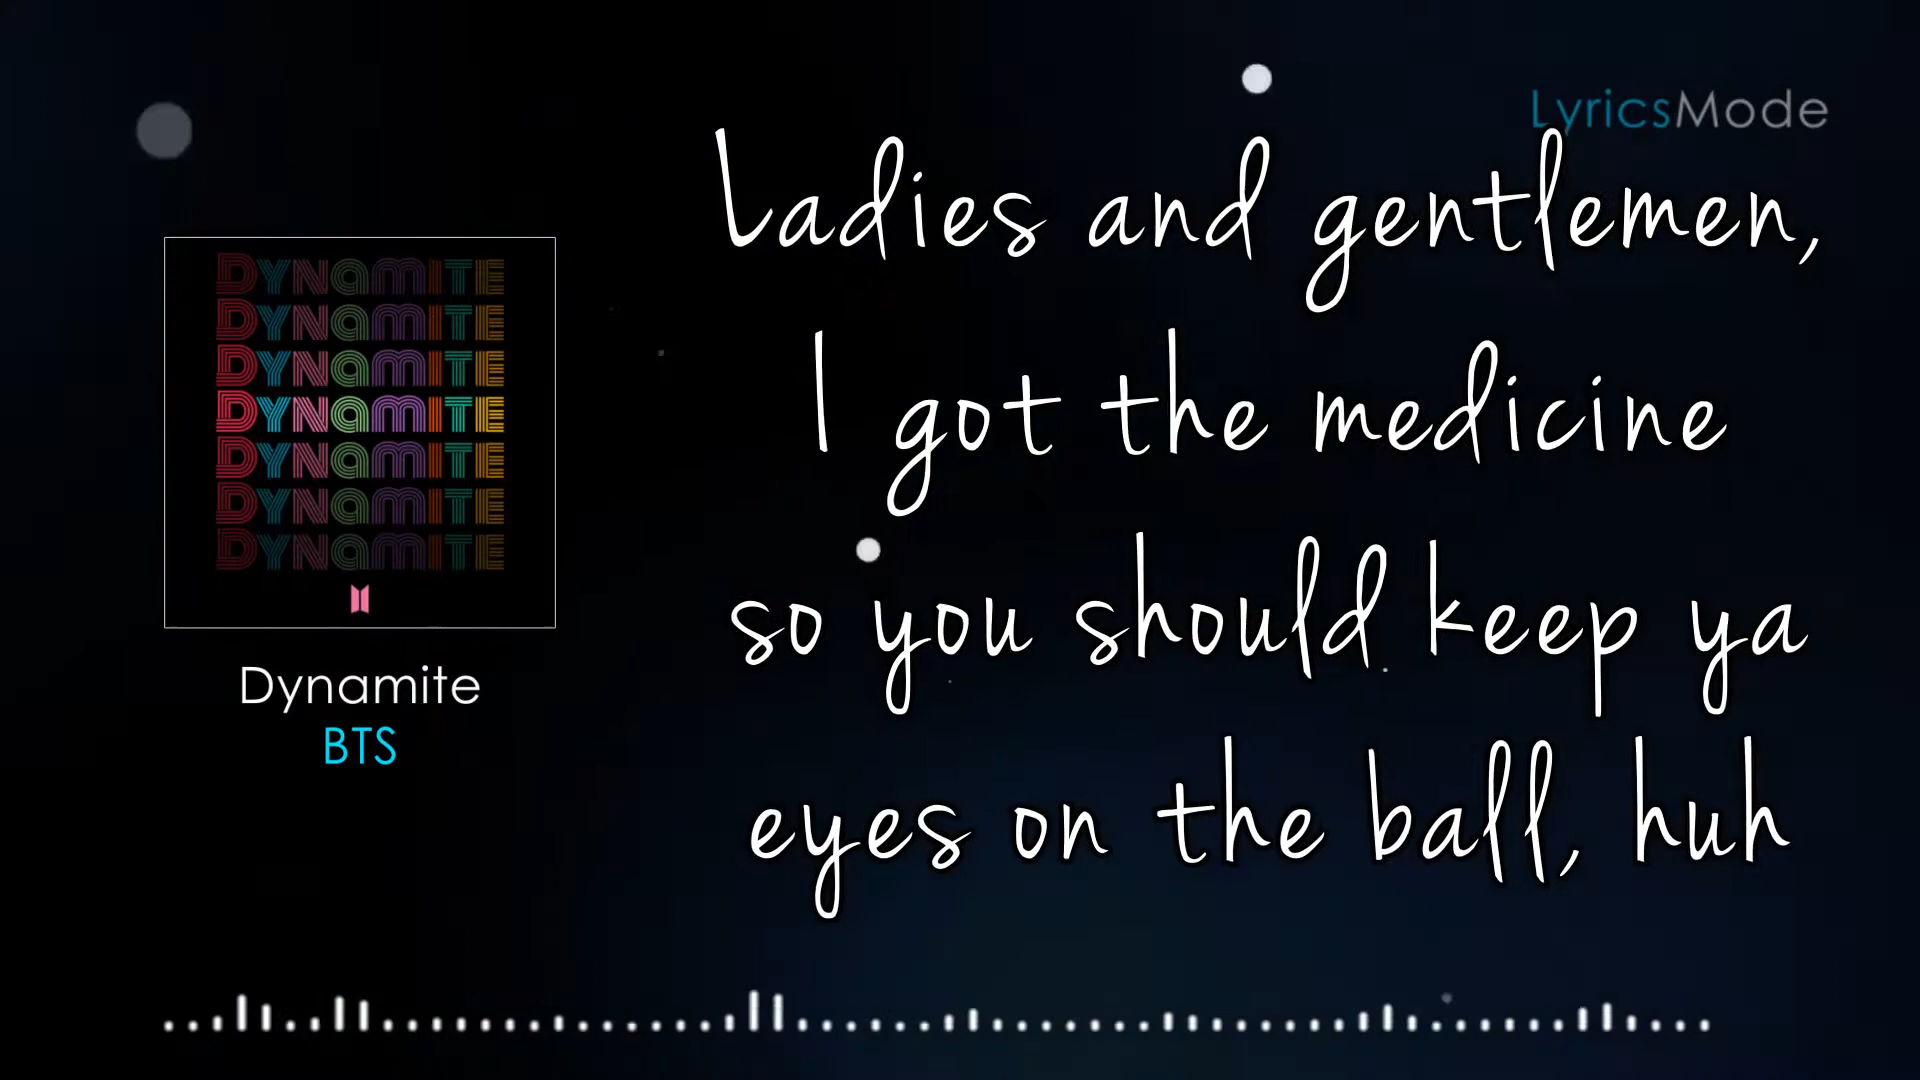 LyricsMode
DYNAMITE
DYNAMITE
DYNAMITE
DYNAMITE
DYNAMITE
DYNAMITE
DYNAMITE
Dynamite
BTS
Ladies and gentlemen,
I got the medicine
so you should keep ya
eyes on the ball, huh